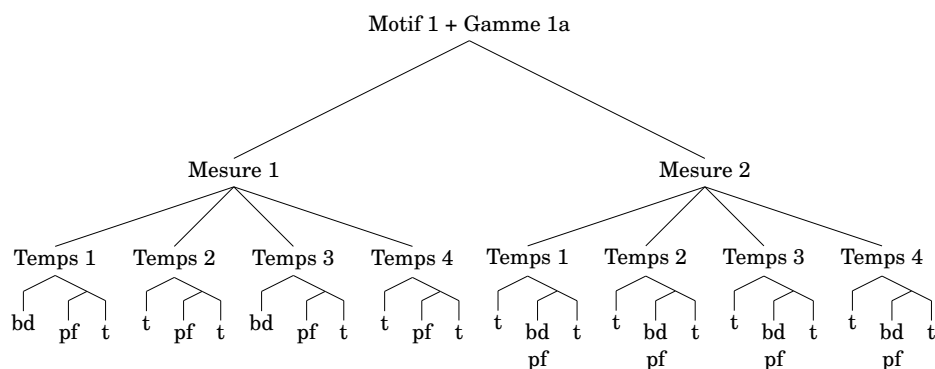 Motif 1 + Gamme 1a
Mesure 1 Mesure 2
Temps 1 Temps 2 Temps 3 Temps 4 Temps 1 Temps 2 Temps 3 Temps 4
bd pf t t pf t bd pf t t pf t t bd t t bd t t bd t t bd t
pf pf pf pf